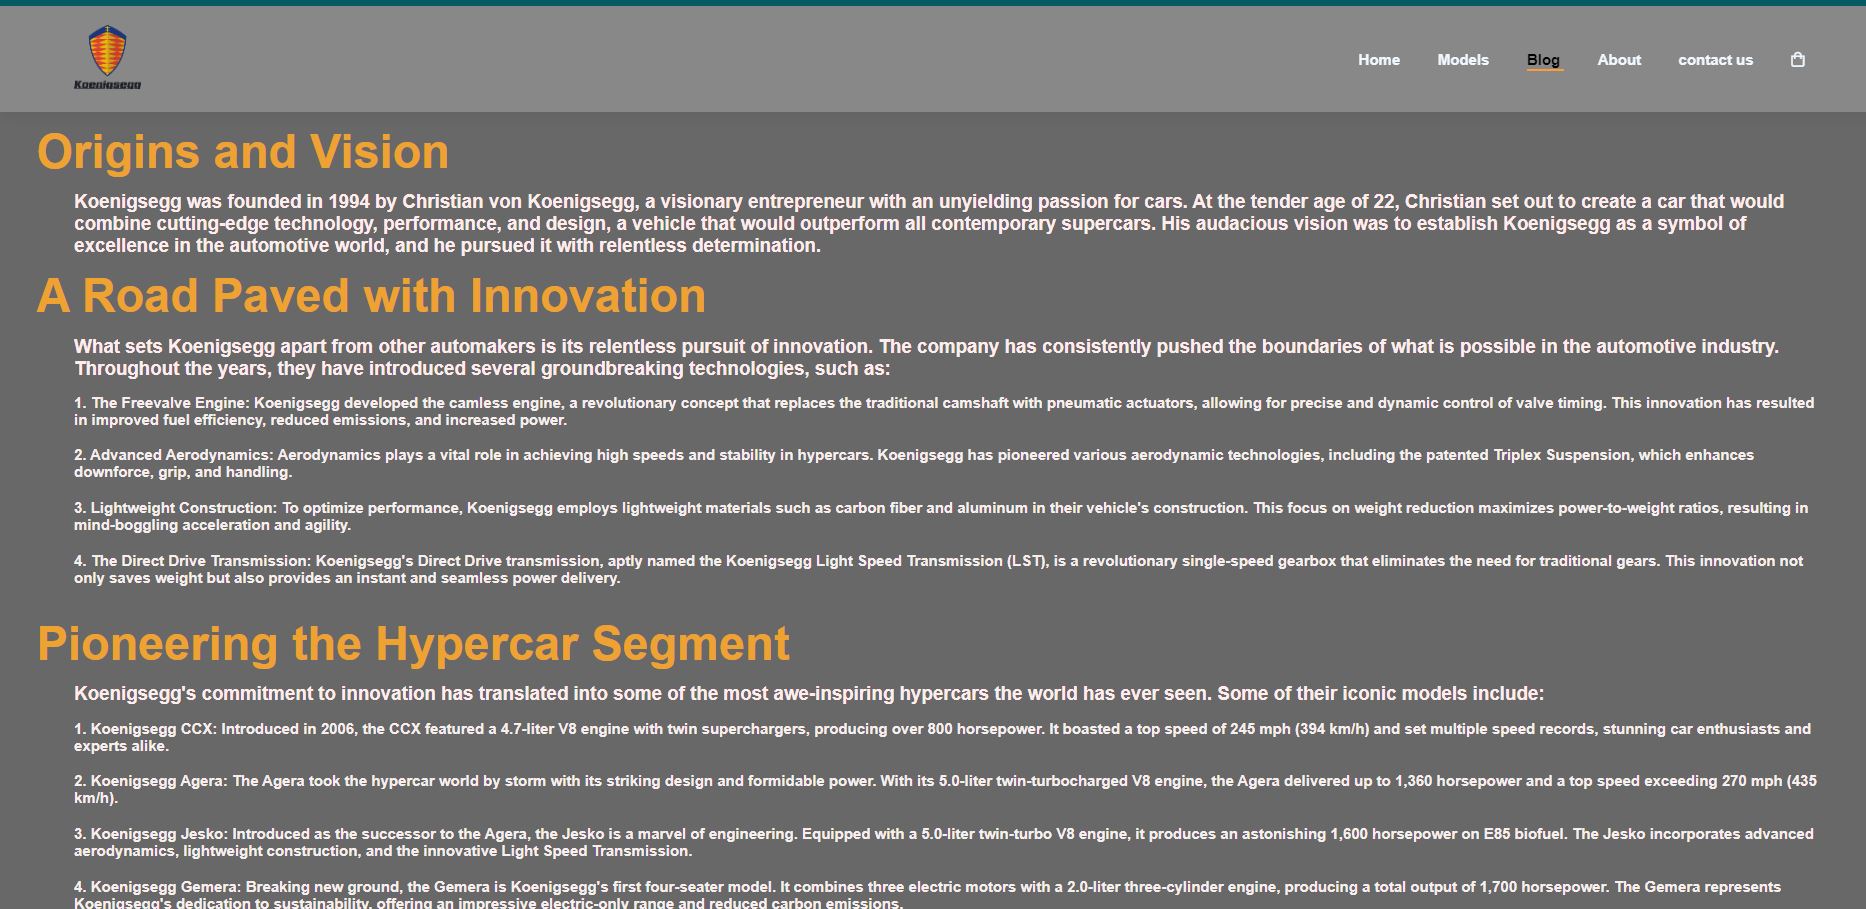 Koenigsegg
Home
Models
Blog
About
contact us
Origins and Vision
Koenigsegg was founded in 1994 by Christian von Koenigsegg, a visionary entrepreneur with an unyielding passion for cars. At the tender age of 22, Christian set out to create a car that would
combine cutting-edge technology, performance, and design, a vehicle that would outperform all contemporary supercars. His audacious vision was to establish Koenigsegg as a symbol of
excellence in the automotive world, and he pursued it with relentless determination.
A Road Paved with Innovation
What sets Koenigsegg apart from other automakers is its relentless pursuit of innovation. The company has consistently pushed the boundaries of what is possible in the automotive industry.
Throughout the years, they have introduced several groundbreaking technologies, such as:
1. The Freevalve Engine: Koenigsegg developed the camless engine, a revolutionary concept that replaces the traditional camshaft with pneumatic actuators, allowing for precise and dynamic control of valve timing. This innovation has resulted
in improved fuel efficiency, reduced emissions, and increased power.
2. Advanced Aerodynamics: Aerodynamics plays a vital role in achieving high speeds and stability in hypercars. Koenigsegg has pioneered various aerodynamic technologies, including the patented Triplex Suspension, which enhances
downforce, grip, and handling.
3. Lightweight Construction: To optimize performance, Koenigsegg employs lightweight materials such as carbon fiber and aluminum in their vehicle's construction. This focus on weight reduction maximizes power-to-weight ratios, resulting in
mind-boggling acceleration and agility.
4. The Direct Drive Transmission: Koenigsegg's Direct Drive transmission, aptly named the Koenigsegg Light Speed Transmission (LST), is a revolutionary single-speed gearbox that eliminates the need for traditional gears. This innovation not
only saves weight but also provides an instant and seamless power delivery.
Pioneering the Hypercar Segment
Koenigsegg's commitment to innovation has translated into some of the most awe-inspiring hypercars the world has ever seen. Some of their iconic models include:
1. Koenigsegg CCX: Introduced in 2006, the CCX featured a 4.7-liter V8 engine with twin superchargers, producing over 800 horsepower. It boasted a top speed of 245 mph (394 km/h) and set multiple speed records, stunning car enthusiasts and
experts alike.
2. Koenigsegg Agera: The Agera took the hypercar world by storm with its striking design and formidable power. With its 5.0-liter twin-turbocharged V8 engine, the Agera delivered up to 1,360 horsepower and a top speed exceeding 270 mph (435
km/h).
3. Koenigsegg Jesko: Introduced as the successor to the Agera, the Jesko is a marvel of engineering. Equipped with a 5.0-liter twin-turbo V8 engine, it produces an astonishing 1,600 horsepower on E85 biofuel. The Jesko incorporates advanced
aerodynamics, lightweight construction, and the innovative Light Speed Transmission.
4. Koenigsegg Gemera: Breaking new ground, the Gemera is Koenigsegg's first four-seater model. It combines three electric motors with a 2.0-liter three-cylinder engine, producing a total output of 1,700 horsepower. The Gemera represents
Koenigsegg's dedication to sustainability, offering an impressive electric-only range and reduced carbon emissions.